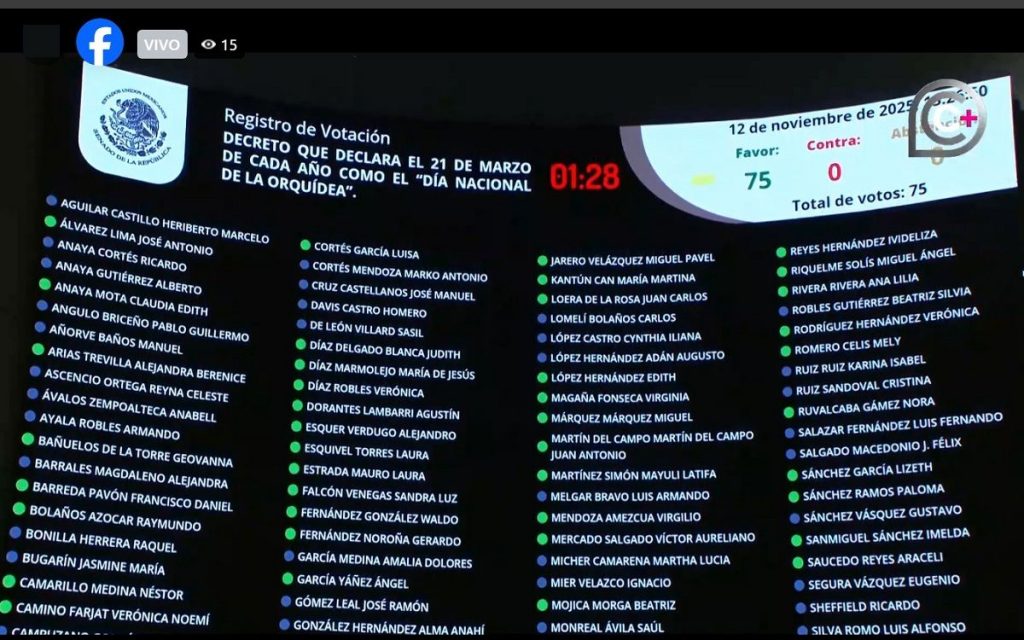 VIVO 15
ESTADOS UNIDOS MEXICANOS
SENADO DE LA REPÚBLICA
Registro de Votación
DECRETO QUE DECLARA EL 21 DE MARZO
DE CADA AÑO COMO EL “DÍA NACIONAL
DE LA ORQUÍDEA”.
01:28
12 de noviembre de 2025
Favor:
75
Contra:
0
0
Total de votos: 75
AGUILAR CASTILLO HERIBERTO MARCELO
ÁLVAREZ LIMA JOSÉ ANTONIO
ANAYA CORTÉS RICARDO
ANAYA GUTIÉRREZ ALBERTO
ANAYA MOTA CLAUDIA EDITH
ANGULO BRICEÑO PABLO GUILLERMO
AÑORVE BAÑOS MANUEL
ARIAS TREVILLA ALEJANDRA BERENICE
ASCENCIO ORTEGA REYNA CELESTE
ÁVALOS ZEMPOALTECA ANABELL
AYALA ROBLES ARMANDO
BAÑUELOS DE LA TORRE GEOVANNA
BARRALES MAGDALENO ALEJANDRA
BARREDA PAVÓN FRANCISCO DANIEL
BOLAÑOS AZOCAR RAYMUNDO
BONILLA HERRERA RAQUEL
BUGARÍN JASMINE MARÍA
CAMARILLO MEDINA NÉSTOR
CAMINO FARJAT VERÓNICA NOEMÍ
CORTÉS GARCÍA LUISA
CORTÉS MENDOZA MARKO ANTONIO
CRUZ CASTELLANOS JOSÉ MANUEL
DAVIS CASTRO HOMERO
DE LEÓN VILLARD SASIL
DÍAZ DELGADO BLANCA JUDITH
DÍAZ MARMOLEJO MARÍA DE JESÚS
DÍAZ ROBLES VERÓNICA
DORANTES LAMBARRI AGUSTÍN
ESQUER VERDUGO ALEJANDRO
ESQUIVEL TORRES LAURA
ESTRADA MAURO LAURA
FALCÓN VENEGAS SANDRA LUZ
FERNÁNDEZ GONZÁLEZ WALDO
FERNÁNDEZ NOROÑA GERARDO
GARCÍA MEDINA AMALIA DOLORES
GARCÍA YÁÑEZ ÁNGEL
GÓMEZ LEAL JOSÉ RAMÓN
GONZÁLEZ HERNÁNDEZ ALMA ANAHÍ
JARERO VELÁZQUEZ MIGUEL PAVEL
KANTÚN CAN MARÍA MARTINA
LOERA DE LA ROSA JUAN CARLOS
LOMELÍ BOLAÑOS CARLOS
LÓPEZ CASTRO CYNTHIA ILIANA
LÓPEZ HERNÁNDEZ ADÁN AUGUSTO
LÓPEZ HERNÁNDEZ EDITH
MAGAÑA FONSECA VIRGINIA
MÁRQUEZ MÁRQUEZ MIGUEL
MARTÍN DEL CAMPO MARTÍN DEL CAMPO
JUAN ANTONIO
MARTÍNEZ SIMÓN MAYULI LATIFA
MELGAR BRAVO LUIS ARMANDO
MENDOZA AMEZCUA VIRGILIO
MERCADO SALGADO VÍCTOR AURELIANO
MICHER CAMARENA MARTHA LUCIA
MIER VELAZCO IGNACIO
MOJICA MORGA BEATRIZ
MONREAL ÁVILA SAÚL
REYES HERNÁNDEZ IVIDELIZA
RIQUELME SOLÍS MIGUEL ÁNGEL
RIVERA RIVERA ANA LILIA
ROBLES GUTIÉRREZ BEATRIZ SILVIA
RODRÍGUEZ HERNÁNDEZ VERÓNICA
ROMERO CELIS MELY
RUIZ RUIZ KARINA ISABEL
RUIZ SANDOVAL CRISTINA
RUVALCABA GÁMEZ NORA
SALAZAR FERNÁNDEZ LUIS FERNANDO
SALGADO MACEDONIO J. FÉLIX
SÁNCHEZ GARCÍA LIZETH
SÁNCHEZ RAMOS PALOMA
SÁNCHEZ VÁSQUEZ GUSTAVO
SANMIGUEL SÁNCHEZ IMELDA
SAUCEDO REYES ARACELI
SEGURA VÁZQUEZ EUGENIO
SHEFFIELD RICARDO
SILVA ROMO LUIS ALFONSO